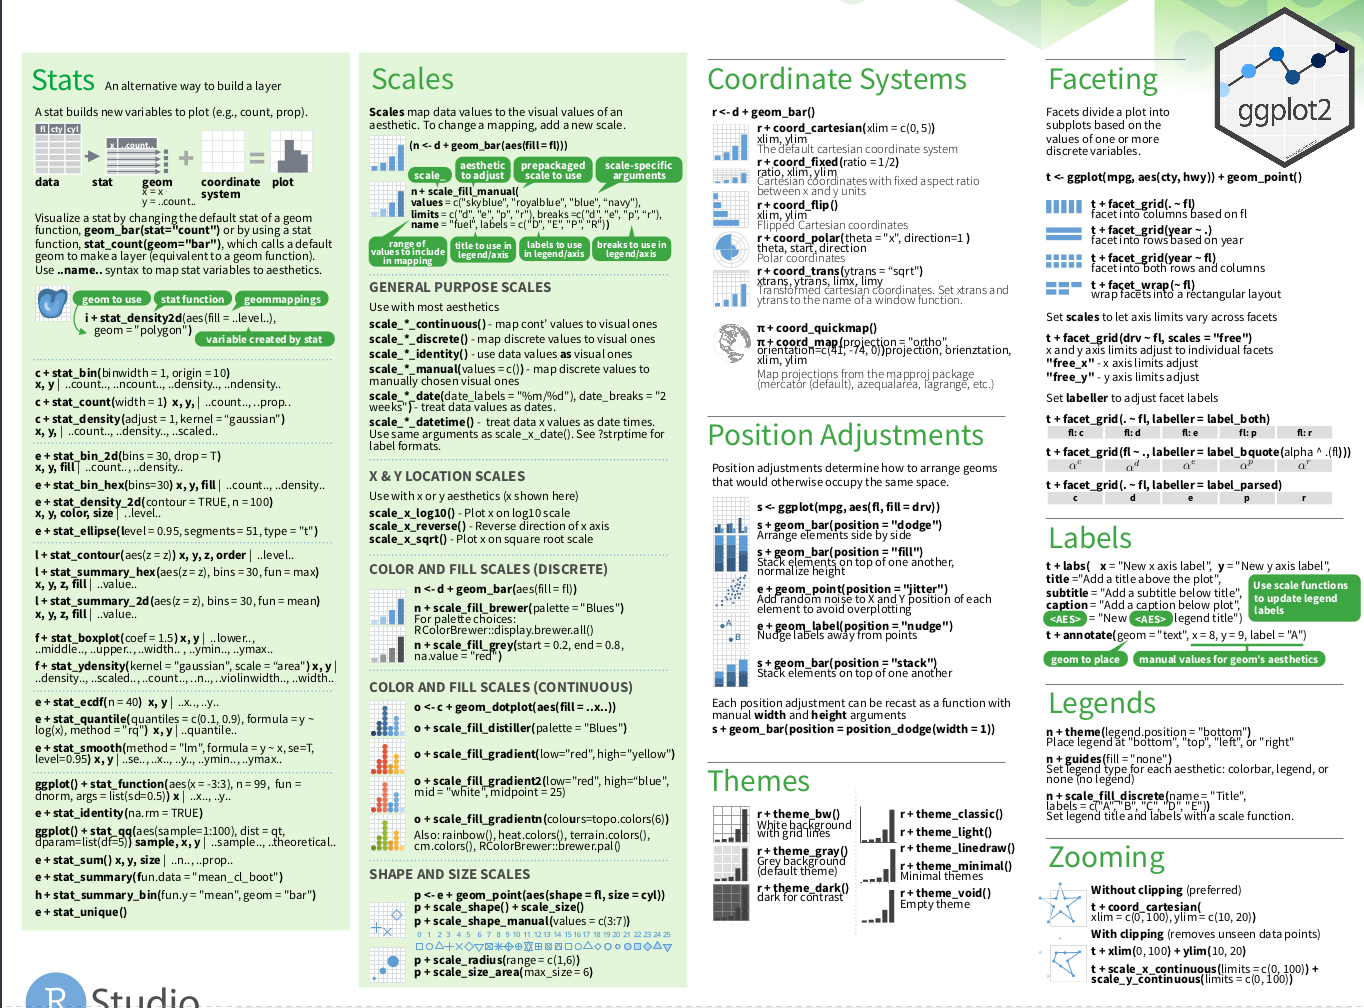 Stats An alternative way to build a layer
A stat builds new variables to plot (e.g., count, prop).
fl cty cyl
x ..count..
+ =
data stat geom coordinate plot
x = x system
y = ..count..
Visualize a stat by changing the default stat of a geom
function, geom_bar(stat="count") or by using a stat
function, stat_count(geom="bar"), which calls a default
geom to make a layer (equivalent to a geom function).
Use ..name.. syntax to map stat variables to aesthetics.
geom to use stat function geommappings
i + stat_density2d(aes(fill = ..level..),
geom = "polygon")
variable created by stat
c + stat_bin(binwidth = 1, origin = 10)
x, y | ..count.., ..ncount.., ..density.., ..ndensity..
c + stat_count(width = 1) x, y, | ..count.., ..prop..
c + stat_density(adjust = 1, kernel = “gaussian")
x, y, | ..count.., ..density.., ..scaled..
e + stat_bin_2d(bins = 30, drop = T)
x, y, fill | ..count.., ..density..
e + stat_bin_hex(bins=30) x, y, fill | ..count.., ..density..
e + stat_density_2d(contour = TRUE, n = 100)
x, y, color, size | ..level..
e + stat_ellipse(level = 0.95, segments = 51, type = "t")
l + stat_contour(aes(z = z)) x, y, z, order | ..level..
l + stat_summary_hex(aes(z = z), bins = 30, fun = max)
x, y, z, fill | ..value..
l + stat_summary_2d(aes(z = z), bins = 30, fun = mean)
x, y, z, fill | ..value..
f + stat_boxplot(coef = 1.5) x, y | ..lower..,
..middle.., ..upper.., ..width.. , ..ymin.., ..ymax..
f + stat_ydensity(kernel = "gaussian", scale = “area") x, y |
..density.., ..scaled.., ..count.., ..n.., ..violinwidth.., ..width..
e + stat_ecdf(n = 40) x, y | ..x.., ..y..
e + stat_quantile(quantiles = c(0.1, 0.9), formula = y ~
log(x), method = "rq") x, y | ..quantile..
e + stat_smooth(method = "lm", formula = y ~ x, se=T,
level=0.95) x, y | ..se.., ..x.., ..y.., ..ymin.., ..ymax..
ggplot() + stat_function(aes(x = -3:3), n = 99, fun =
dnorm, args = list(sd=0.5)) x | ..x.., ..y..
e + stat_identity(na.rm = TRUE)
ggplot() + stat_qq(aes(sample=1:100), dist = qt,
dparam=list(df=5)) sample, x, y | ..sample.., ..theoretical..
e + stat_sum() x, y, size | ..n.., ..prop..
e + stat_summary(fun.data = "mean_cl_boot")
h + stat_summary_bin(fun.y = "mean", geom = "bar")
e + stat_unique()
R Studio
Scales
Scales map data values to the visual values of an
aesthetic. To change a mapping, add a new scale.
(n <- d + geom_bar(aes(fill = fl)))
scale_ aesthetic to adjust prepackaged scale to use scale-specific arguments
n + scale_fill_manual(
values = c("skyblue", "royalblue", "blue", "navy"),
limits = c("d", "e", "p", "r"), breaks =c("d", "e", "p", "r"),
name = "fuel", labels = c("D", "E", "P", "R"))
range of values to include in mapping title to use in legend/axis labels to use in legend/axis breaks to use in legend/axis
GENERAL PURPOSE SCALES
Use with most aesthetics
scale_*_continuous() - map cont' values to visual ones
scale_*_discrete() - map discrete values to visual ones
scale_*_identity() - use data values as visual ones
scale_*_manual(values = c()) - map discrete values to
manually chosen visual ones
scale_*_date(date_labels = "%m/%d"), date_breaks = "2
weeks") - treat data values as dates.
scale_*_datetime() - treat data x values as date times.
Use same arguments as scale_x_date(). See ?strptime for
label formats.
X & Y LOCATION SCALES
Use with x or y aesthetics (x shown here)
scale_x_log10() - Plot x on log10 scale
scale_x_reverse() - Reverse direction of x axis
scale_x_sqrt() - Plot x on square root scale
COLOR AND FILL SCALES (DISCRETE)
n <- d + geom_bar(aes(fill = fl))
n + scale_fill_brewer(palette = "Blues")
For palette choices:
RColorBrewer::display.brewer.all()
n + scale_fill_grey(start = 0.2, end = 0.8,
na.value = "red")
COLOR AND FILL SCALES (CONTINUOUS)
o <- c + geom_dotplot(aes(fill = ..x..))
o + scale_fill_distiller(palette = "Blues")
o + scale_fill_gradient(low="red", high="yellow")
o + scale_fill_gradient2(low="red", high=“blue",
mid = "white", midpoint = 25)
o + scale_fill_gradientn(colours=topo.colors(6))
Also: rainbow(), heat.colors(), terrain.colors(),
cm.colors(), RColorBrewer::brewer.pal()
SHAPE AND SIZE SCALES
p <- e + geom_point(aes(shape = fl, size = cyl))
p + scale_shape() + scale_size()
p + scale_shape_manual(values = c(3:7))
0 1 2 3 4 5 6 7 8 9 10 11 12 13 14 15 16 17 18 19 20 21 22 23 24 25
p + scale_radius(range = c(1,6))
p + scale_size_area(max_size = 6)
Coordinate Systems
r <- d + geom_bar()
r + coord_cartesian(xlim = c(0, 5))
xlim, ylim
The default cartesian coordinate system
r + coord_fixed(ratio = 1/2)
ratio, xlim, ylim
Cartesian coordinates with fixed aspect ratio
between x and y units
r + coord_flip()
xlim, ylim
Flipped Cartesian coordinates
r + coord_polar(theta = "x", direction=1 )
theta, start, direction
Polar coordinates
r + coord_trans(ytrans = “sqrt")
xtrans, ytrans, limx, limy
Transformed cartesian coordinates. Set xtrans and
ytrans to the name of a window function.
π + coord_quickmap()
π + coord_map(projection = "ortho",
orientation=c(41, -74, 0))projection, orienztation,
xlim, ylim
Map projections from the mapproj package
(mercator (default), azequalarea, lagrange, etc.)
Position Adjustments
Position adjustments determine how to arrange geoms
that would otherwise occupy the same space.
s <- ggplot(mpg, aes(fl, fill = drv))
s + geom_bar(position = "dodge")
Arrange elements side by side
s + geom_bar(position = "fill")
Stack elements on top of one another,
normalize height
e + geom_point(position = "jitter")
Add random noise to X and Y position of each
element to avoid overplotting
A
B
e + geom_label(position = "nudge")
Nudge labels away from points
s + geom_bar(position = "stack")
Stack elements on top of one another
Each position adjustment can be recast as a function with
manual width and height arguments
s + geom_bar(position = position_dodge(width = 1))
Themes
r + theme_bw()
White background
with grid lines
r + theme_gray()
Grey background
(default theme)
r + theme_dark()
dark for contrast
r + theme_classic()
r + theme_light()
r + theme_linedraw()
r + theme_minimal()
Minimal themes
r + theme_void()
Empty theme
Faceting
ggplot2
Facets divide a plot into
subplots based on the
values of one or more
discrete variables.
t <- ggplot(mpg, aes(cty, hwy)) + geom_point()
t + facet_grid(. ~ fl)
facet into columns based on fl
t + facet_grid(year ~ .)
facet into rows based on year
t + facet_grid(year ~ fl)
facet into both rows and columns
t + facet_wrap(~ fl)
wrap facets into a rectangular layout
Set scales to let axis limits vary across facets
t + facet_grid(drv ~ fl, scales = "free")
x and y axis limits adjust to individual facets
"free_x" - x axis limits adjust
"free_y" - y axis limits adjust
Set labeller to adjust facet labels
t + facet_grid(. ~ fl, labeller = label_both)
fl: c fl: d fl: e fl: p fl: r
t + facet_grid(fl ~ ., labeller = label_bquote(alpha ^ .(fl)))
α^c α^d α^e α^p α^r
t + facet_grid(. ~ fl, labeller = label_parsed)
c d e p r
Labels
t + labs( x = "New x axis label", y = "New y axis label",
title ="Add a title above the plot",
subtitle = "Add a subtitle below title",
caption = "Add a caption below plot",
<AES> = "New <AES> legend title")
Use scale functions
to update legend
labels
t + annotate(geom = "text", x = 8, y = 9, label = "A")
geom to place manual values for geom's aesthetics
Legends
n + theme(legend.position = "bottom")
Place legend at "bottom", "top", "left", or "right"
n + guides(fill = "none")
Set legend type for each aesthetic: colorbar, legend, or
none (no legend)
n + scale_fill_discrete(name = "Title",
labels = c("A", "B", "C", "D", "E"))
Set legend title and labels with a scale function.
Zooming
Without clipping (preferred)
t + coord_cartesian(
xlim = c(0, 100), ylim = c(10, 20))
With clipping (removes unseen data points)
t + xlim(0, 100) + ylim(10, 20)
t + scale_x_continuous(limits = c(0, 100)) +
scale_y_continuous(limits = c(0, 100))